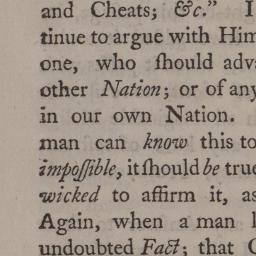 and Cheats; &c." I
tinue to argue with Him
one, who ſhould adv
other Nation; or of any
in our own Nation.
man can know this to
impoſſible, it ſhould be true
wicked to affirm it, as
Again, when a man
undoubted Fact; that